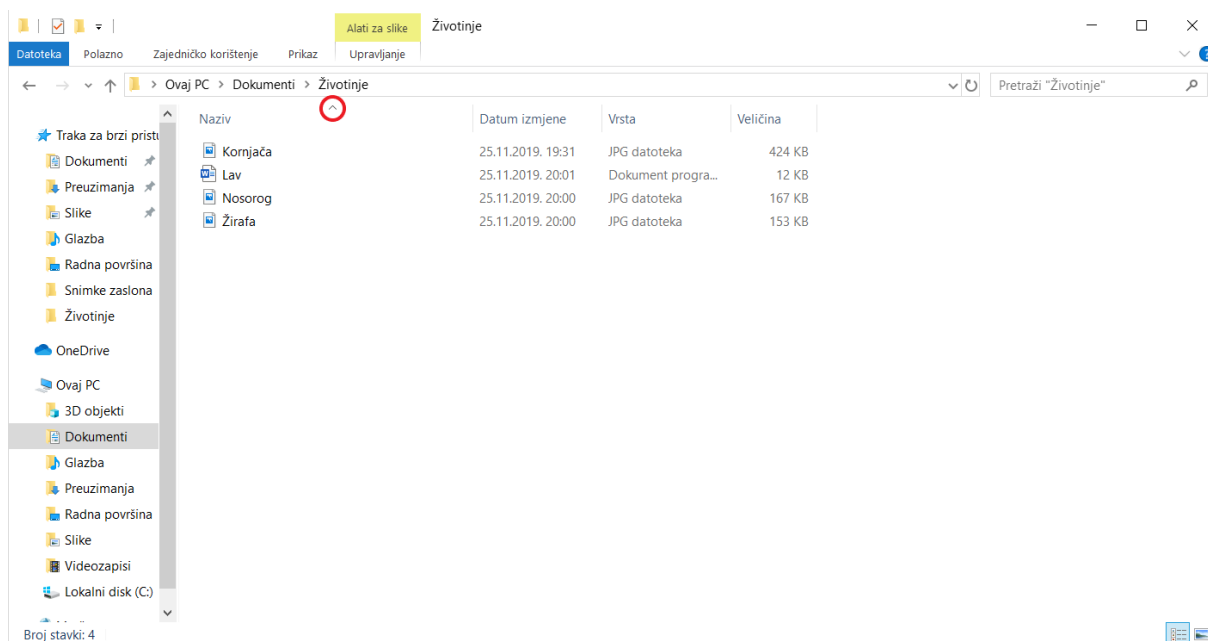 Alati za slike Životinje
Datoteka Polazno Zajedničko korištenje Prikaz Upravljanje
Ovaj PC > Dokumenti > Životinje Pretraži "Životinje"
Naziv Datum izmjene Vrsta Veličina
Kornjača 25.11.2019. 19:31 JPG datoteka 424 KB
Lav 25.11.2019. 20:01 Dokument progra... 12 KB
Nosorog 25.11.2019. 20:00 JPG datoteka 167 KB
Žirafa 25.11.2019. 20:00 JPG datoteka 153 KB
Traka za brzi pristu
Dokumenti
Preuzimanja
Slike
Glazba
Radna površina
Snimke zaslona
Životinje
OneDrive
Ovaj PC
3D objekti
Dokumenti
Glazba
Preuzimanja
Radna površina
Slike
Videozapisi
Lokalni disk (C:)
Broj stavki: 4